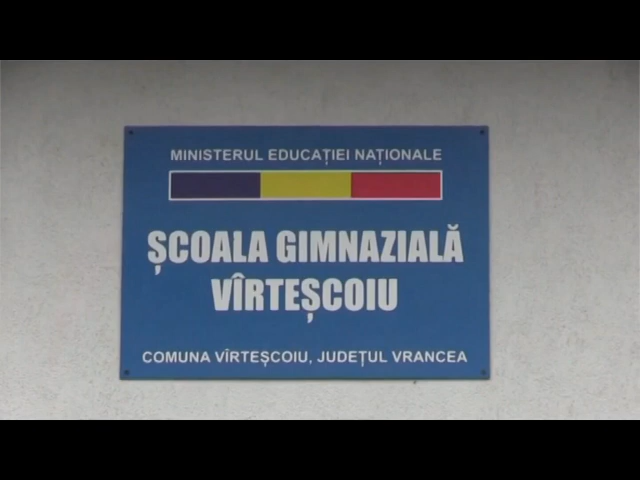 MINISTERUL EDUCAȚIEI NAȚIONALE
ȘCOALA GIMNAZIALĂ
VÎRTEȘCOIU
COMUNA VÎRTEȘCOIU, JUDEȚUL VRANCEA